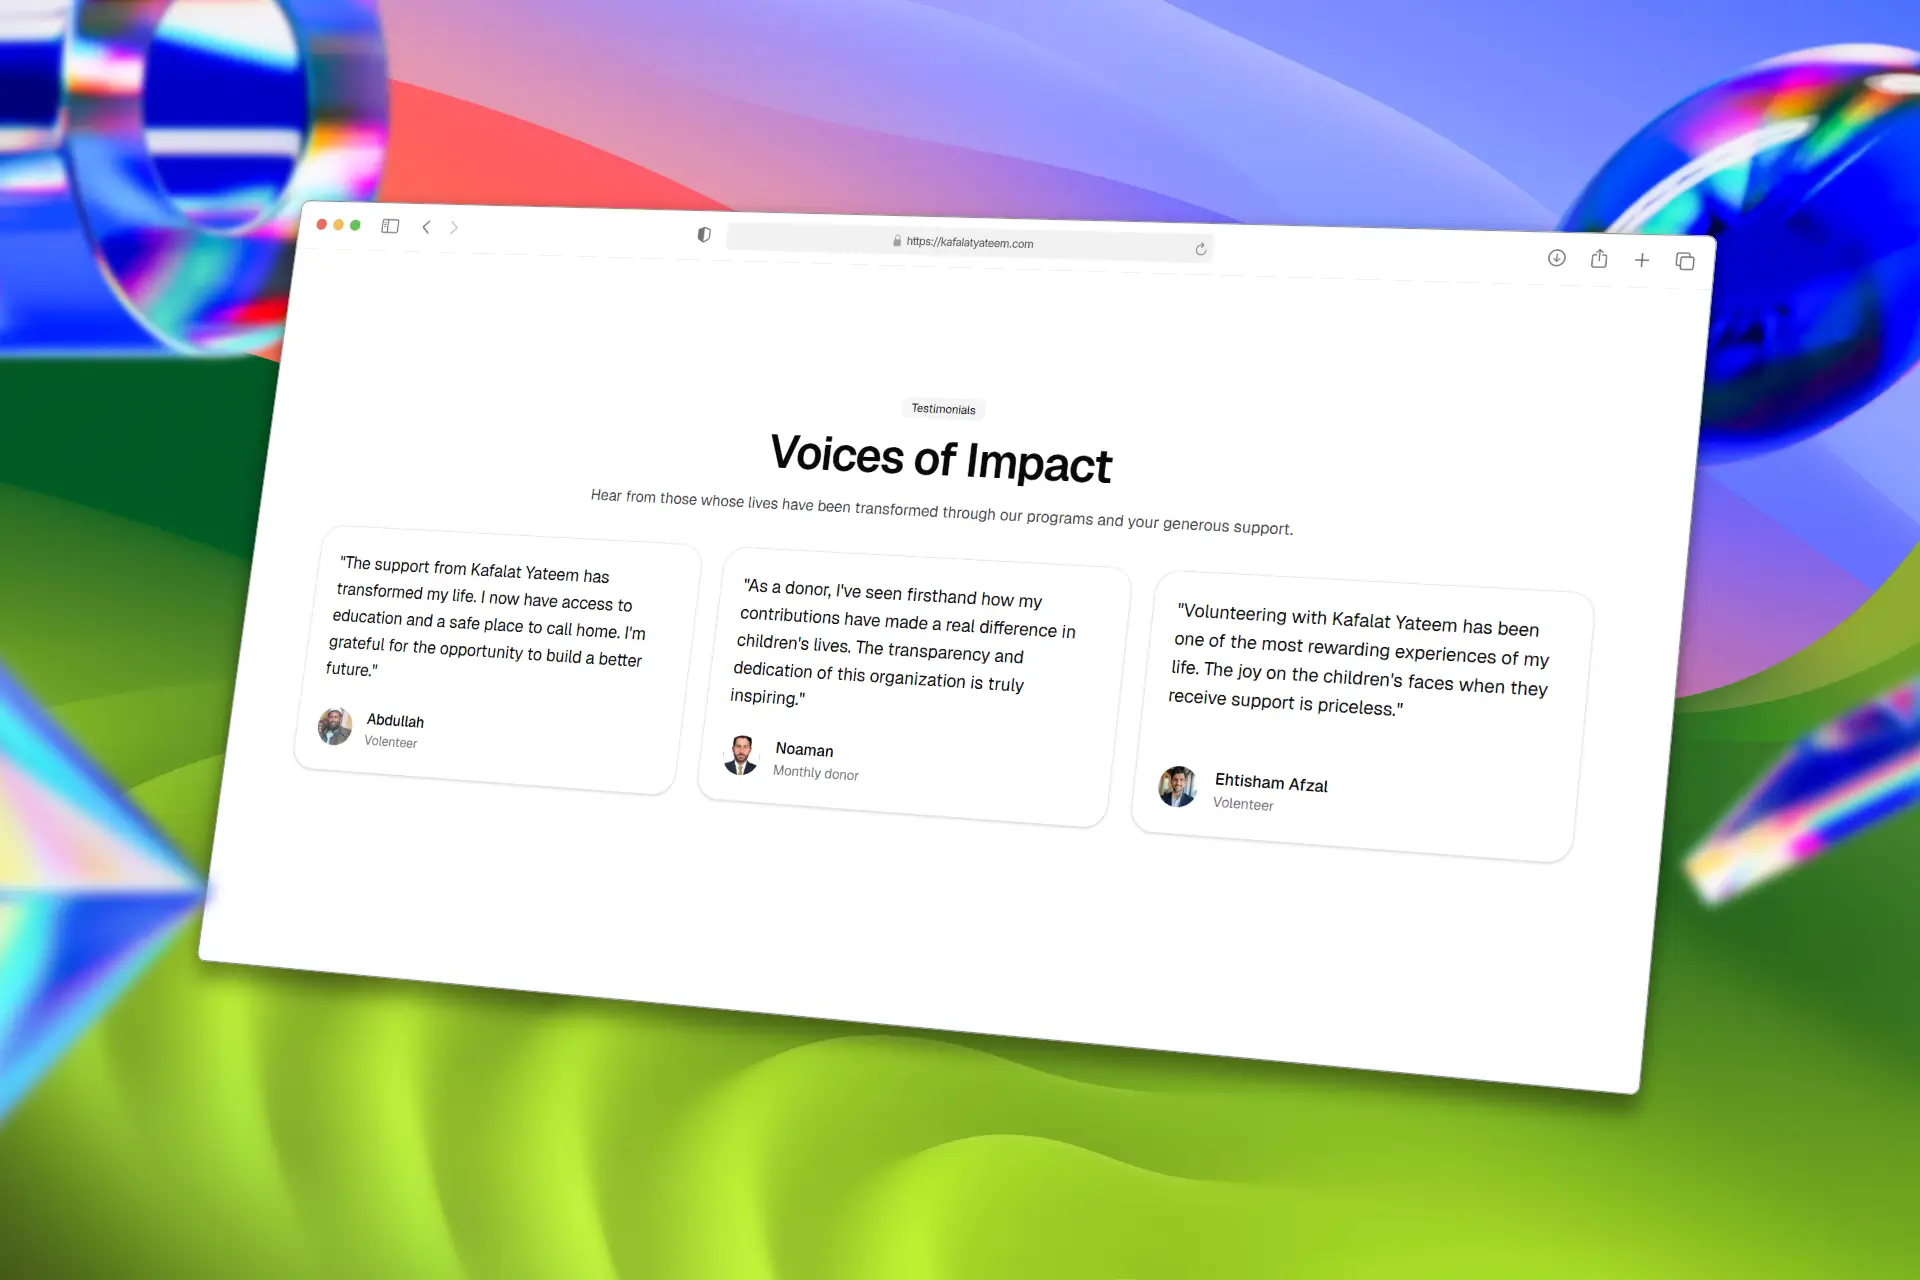 https://kafalatyateem.com
Testimonials
Voices of Impact
Hear from those whose lives have been transformed through our programs and your generous support.
"The support from Kafalat Yateem has
transformed my life. I now have access to
education and a safe place to call home. I'm
grateful for the opportunity to build a better
future."
Abdullah
Volenteer
"As a donor, I've seen firsthand how my
contributions have made a real difference in
children's lives. The transparency and
dedication of this organization is truly
inspiring."
Noaman
Monthly donor
"Volunteering with Kafalat Yateem has been
one of the most rewarding experiences of my
life. The joy on the children's faces when they
receive support is priceless."
Ehtisham Afzal
Volenteer